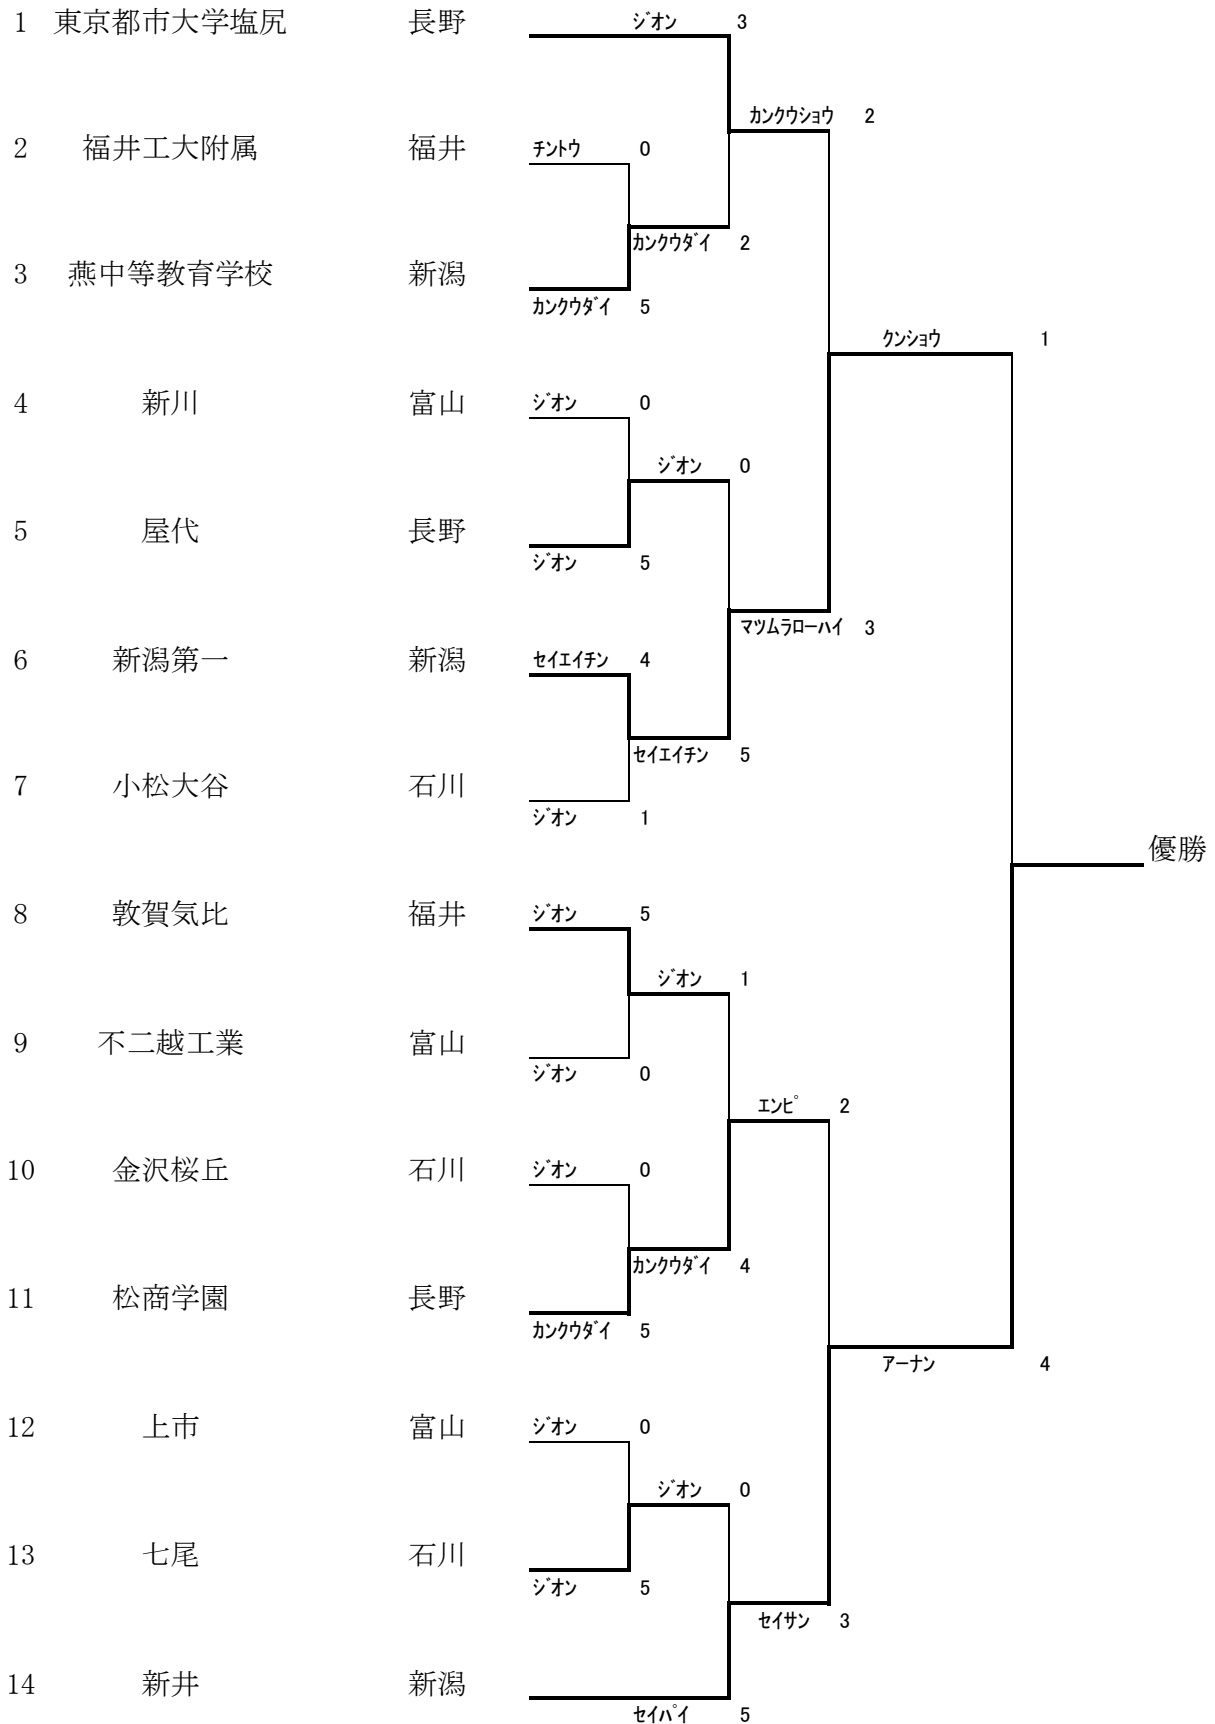 1 東京都市大学塩尻 長野 ジオン 3
カンクウショウ 2
2 福井工大附属 福井 チントウ 0
カンクウダイ 2
3 燕中等教育学校 新潟
カンクウダイ 5
クンショウ 1
4 新川 富山 ジオン 0
ジオン 0
5 屋代 長野
ジオン 5
マツムラローハイ 3
6 新潟第一 新潟 セイエイチン 4
セイエイチン 5
7 小松大谷 石川
ジオン 1
優勝
8 敦賀気比 福井 ジオン 5
ジオン 1
9 不二越工業 富山
ジオン 0
エンピ 2
10 金沢桜丘 石川 ジオン 0
カンクウダイ 4
11 松商学園 長野
カンクウダイ 5
アーナン 4
12 上市 富山 ジオン 0
ジオン 0
13 七尾 石川
ジオン 5
セイサン 3
14 新井 新潟
セイパイ 5